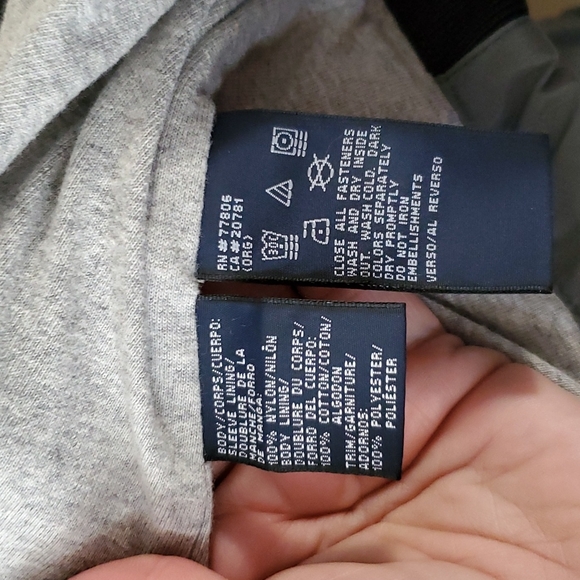 RN#77806
CA#20781
(ORG)
30C
CLOSE ALL FASTENERS
WASH AND DRY INSIDE
OUT. WASH COLD. DARK
COLORS SEPARATELY
DRY PROMPTLY
DO NOT IRON
EMBELLISHMENTS
VERSO/AL REVERSO
BODY/CORPS/CUERPO:
SLEEVE LINING/
DOUBLURE DE LA
MANCHE/FORRO
DE MANGA:
100% NYLON/NILÓN
BODY LINING/
DOUBLURE DU CORPS/
FORRO DEL CUERPO:
100% COTTON/COTON/
ALGODON
TRIM/GARNITURE/
ADORNOS:
100% POLYESTER/
POLIÉSTER